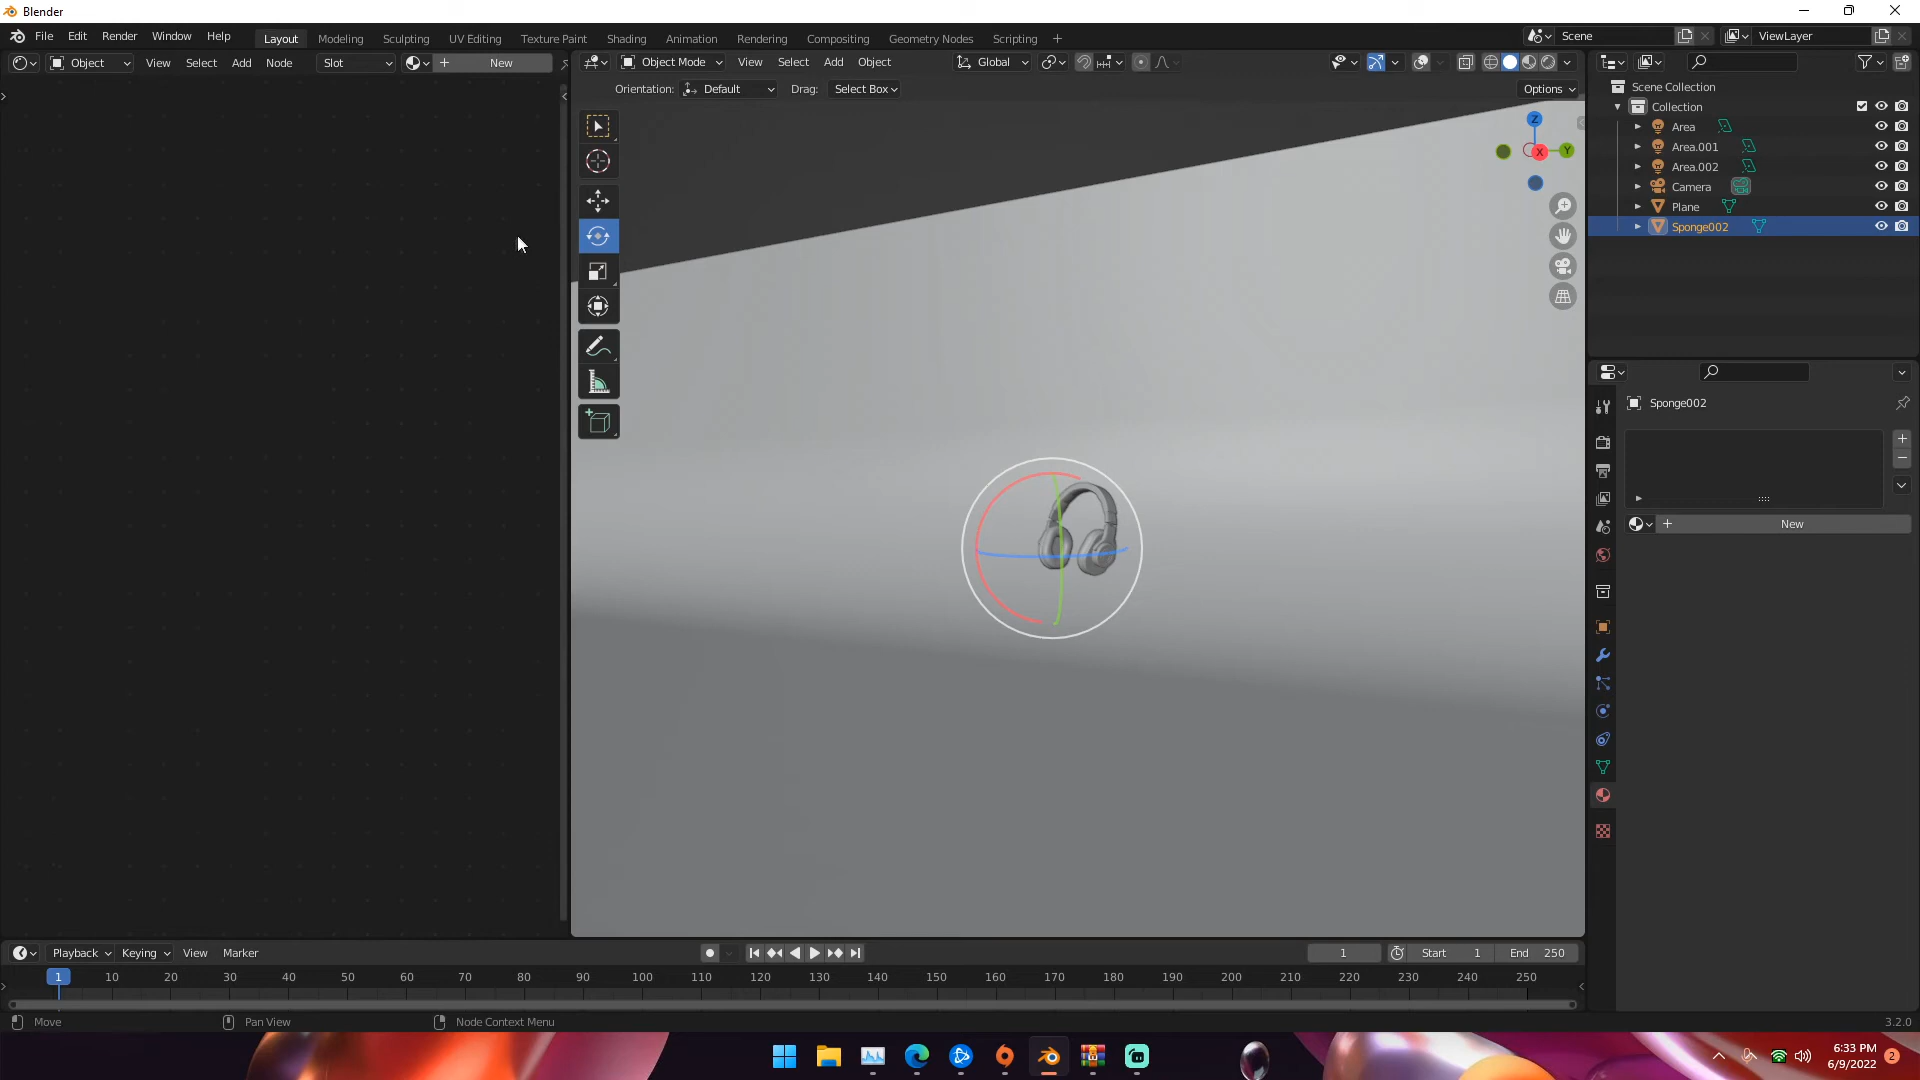 Blender
File Edit Render Window Help Layout Modeling Sculpting UV Editing Texture Paint Shading Animation Rendering Compositing Geometry Nodes Scripting + Scene ViewLayer
Object View Select Add Node Slot + New Object Mode View Select Add Object Global
Orientation: Default Drag: Select Box Options
Scene Collection
Collection
Area
Area.001
Area.002
Camera
Plane
Sponge002
Z
Y
X
Sponge002
+ New
Playback Keying View Marker 1 Start 1 End 250
1 10 20 30 40 50 60 70 80 90 100 110 120 130 140 150 160 170 180 190 200 210 220 230 240 250
Move Pan View Node Context Menu 3.2.0
6:33 PM
6/9/2022
2